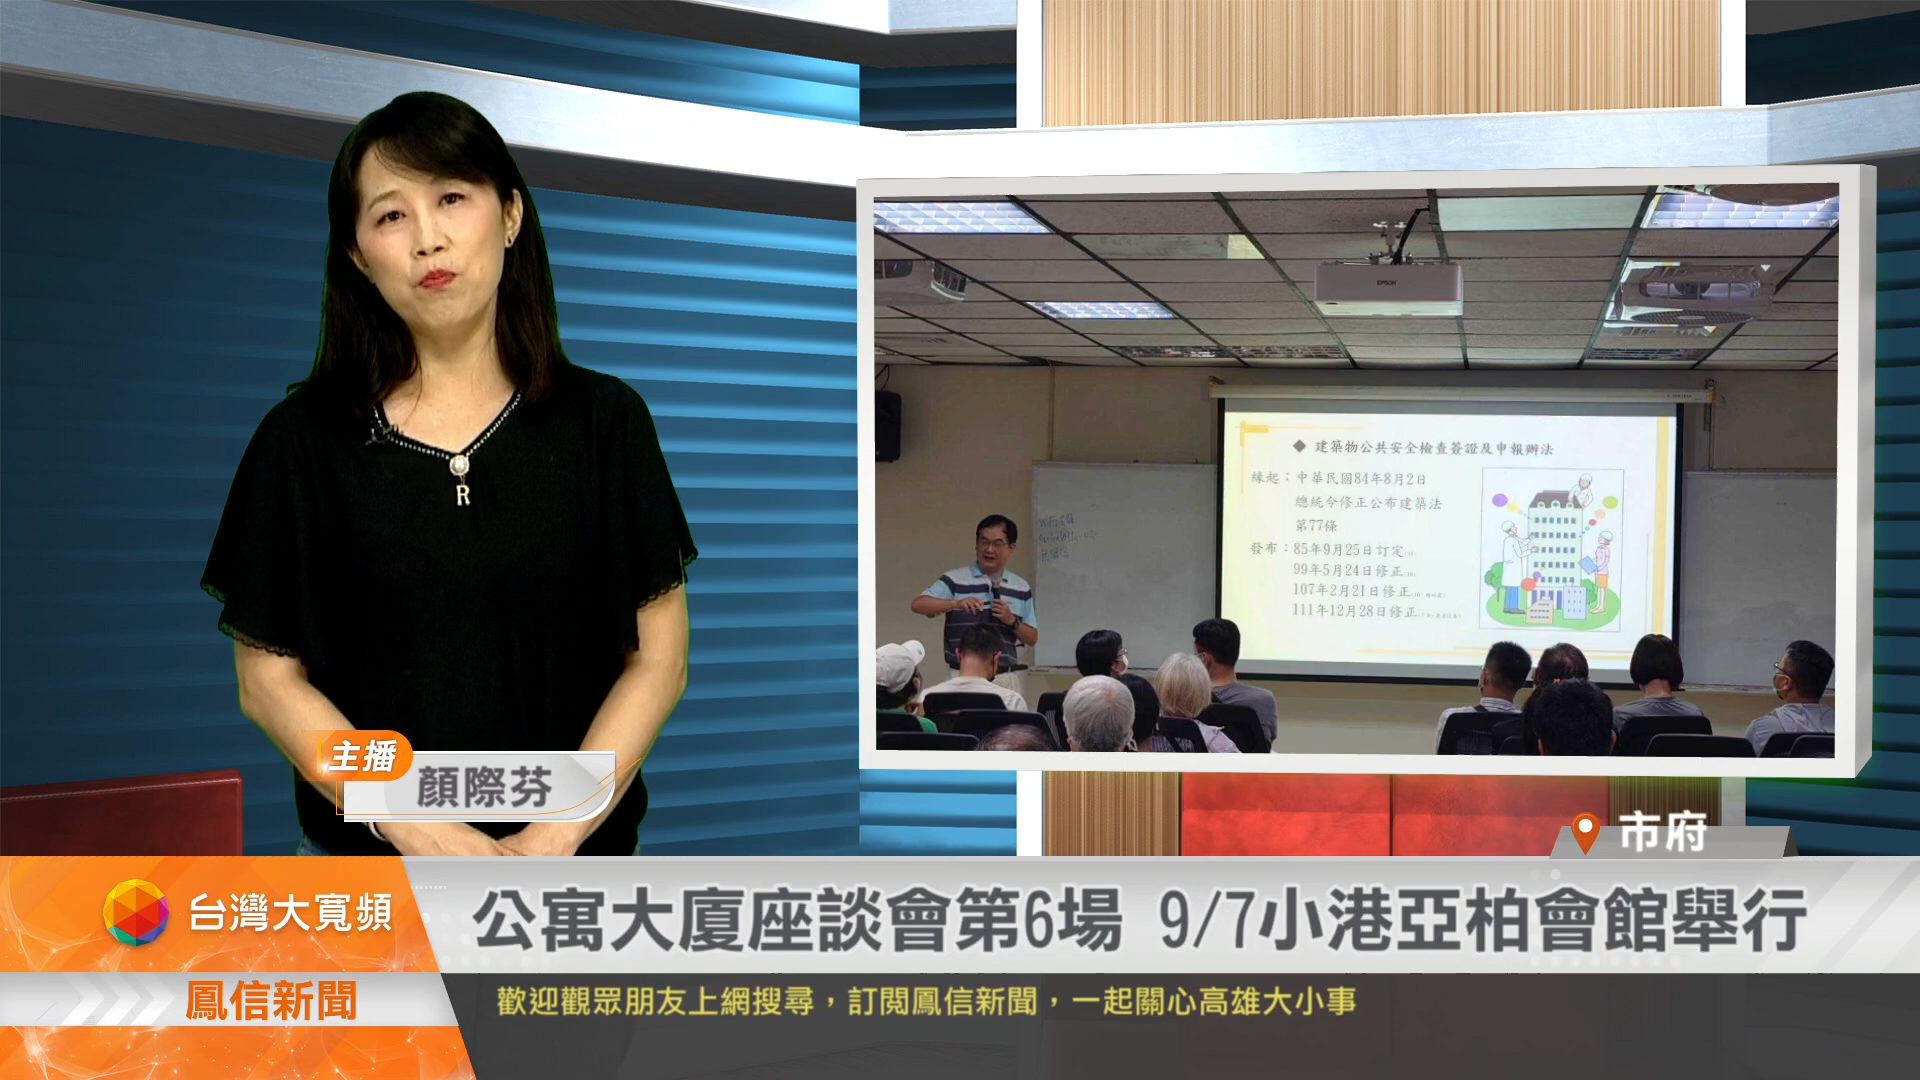 EPSON
◆ 建築物公共安全檢查簽證及申報辦法
緣起：中華民國84年8月2日
總統令修正公布建築法
第77條
發布：85年9月25日訂定
99年5月24日修正
107年2月21日修正
111年12月28日修正
R
主播
顏際芬
市府
台灣大寬頻
公寓大廈座談會第6場 9/7小港亞柏會館舉行
鳳信新聞
歡迎觀眾朋友上網搜尋，訂閱鳳信新聞，一起關心高雄大小事